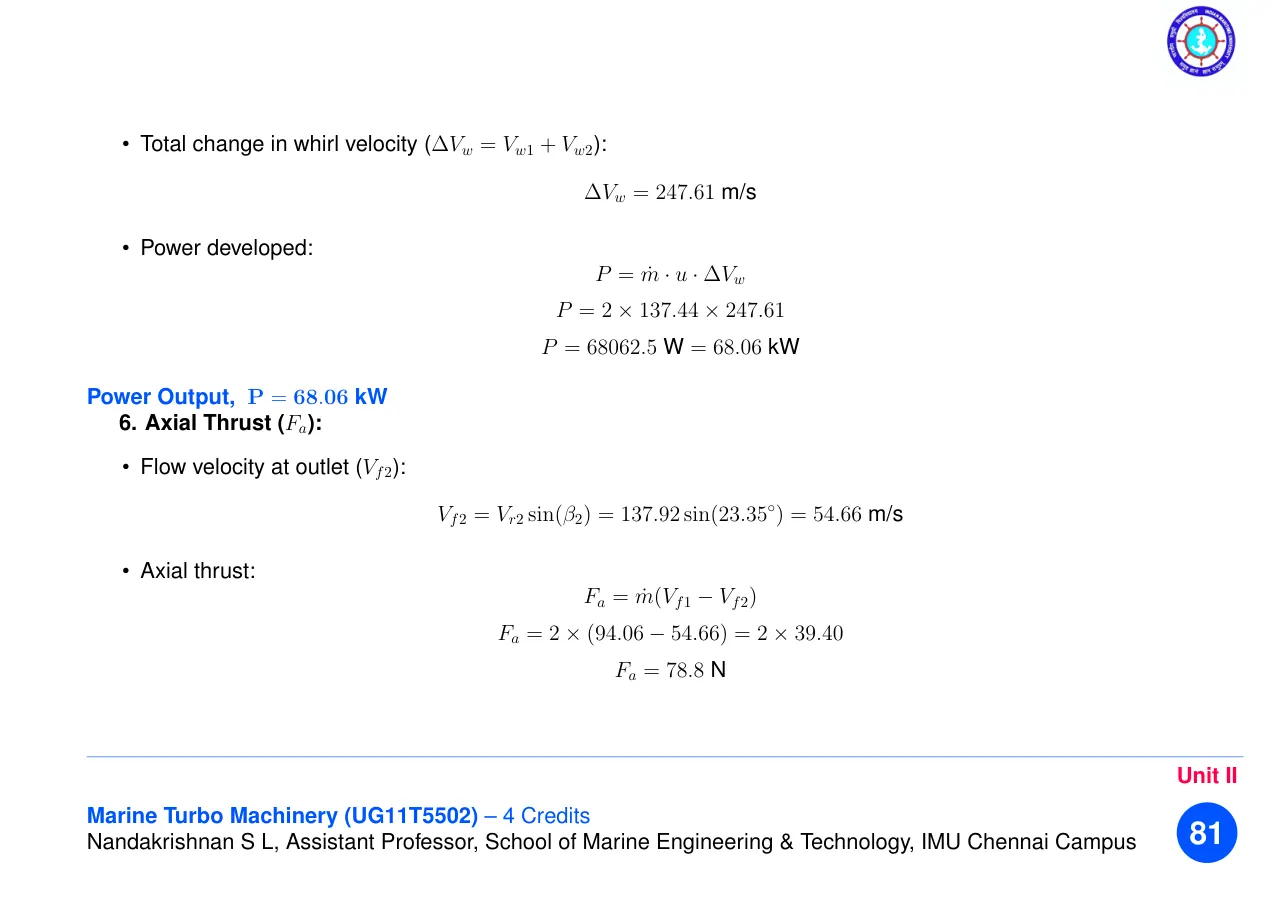 • Total change in whirl velocity (ΔV_w = V_w1 + V_w2):
ΔV_w = 247.61 m/s
• Power developed:
P = ṁ · u · ΔV_w
P = 2 × 137.44 × 247.61
P = 68062.5 W = 68.06 kW
Power Output, P = 68.06 kW
6. Axial Thrust (F_a):
• Flow velocity at outlet (V_f2):
V_f2 = V_r2 sin(β_2) = 137.92 sin(23.35°) = 54.66 m/s
• Axial thrust:
F_a = ṁ(V_f1 − V_f2)
F_a = 2 × (94.06 − 54.66) = 2 × 39.40
F_a = 78.8 N
Unit II
Marine Turbo Machinery (UG11T5502) – 4 Credits
Nandakrishnan S L, Assistant Professor, School of Marine Engineering & Technology, IMU Chennai Campus
81